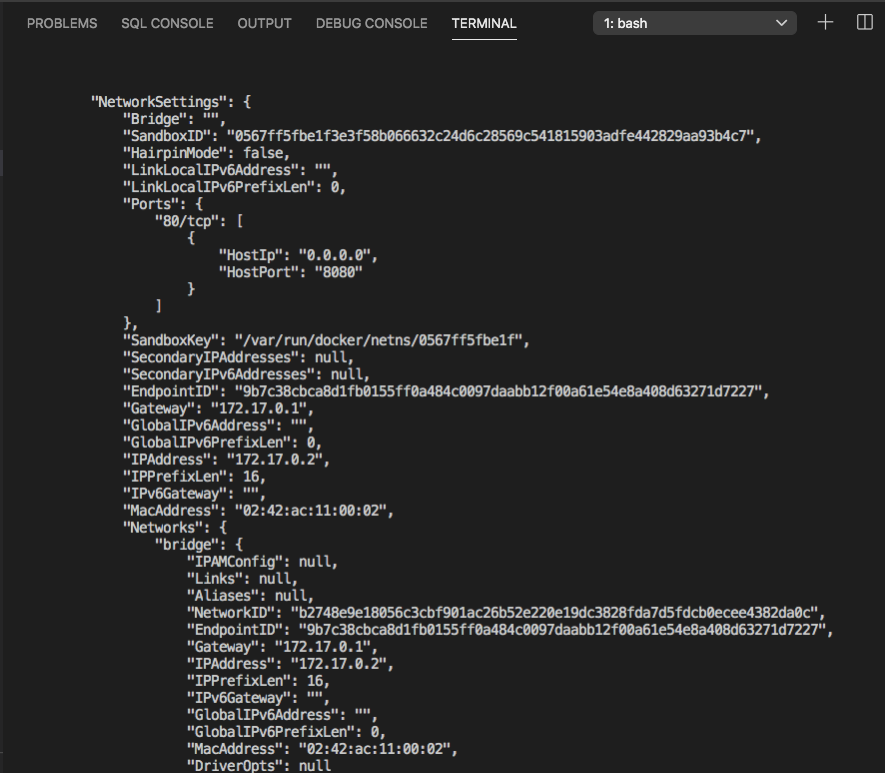 PROBLEMS SQL CONSOLE OUTPUT DEBUG CONSOLE TERMINAL 1: bash
"NetworkSettings": {
"Bridge": "",
"SandboxID": "0567ff5fbe1f3e3f58b066632c24d6c28569c541815903adfe442829aa93b4c7",
"HairpinMode": false,
"LinkLocalIPv6Address": "",
"LinkLocalIPv6PrefixLen": 0,
"Ports": {
"80/tcp": [
{
"HostIp": "0.0.0.0",
"HostPort": "8080"
}
]
},
"SandboxKey": "/var/run/docker/netns/0567ff5fbe1f",
"SecondaryIPAddresses": null,
"SecondaryIPv6Addresses": null,
"EndpointID": "9b7c38cbca8d1fb0155ff0a484c0097daabb12f00a61e54e8a408d63271d7227",
"Gateway": "172.17.0.1",
"GlobalIPv6Address": "",
"GlobalIPv6PrefixLen": 0,
"IPAddress": "172.17.0.2",
"IPPrefixLen": 16,
"IPv6Gateway": "",
"MacAddress": "02:42:ac:11:00:02",
"Networks": {
"bridge": {
"IPAMConfig": null,
"Links": null,
"Aliases": null,
"NetworkID": "b2748e9e18056c3cbf901ac26b52e220e19dc3828fda7d5fdcb0ecee4382da0c",
"EndpointID": "9b7c38cbca8d1fb0155ff0a484c0097daabb12f00a61e54e8a408d63271d7227",
"Gateway": "172.17.0.1",
"IPAddress": "172.17.0.2",
"IPPrefixLen": 16,
"IPv6Gateway": "",
"GlobalIPv6Address": "",
"GlobalIPv6PrefixLen": 0,
"MacAddress": "02:42:ac:11:00:02",
"DriverOpts": null